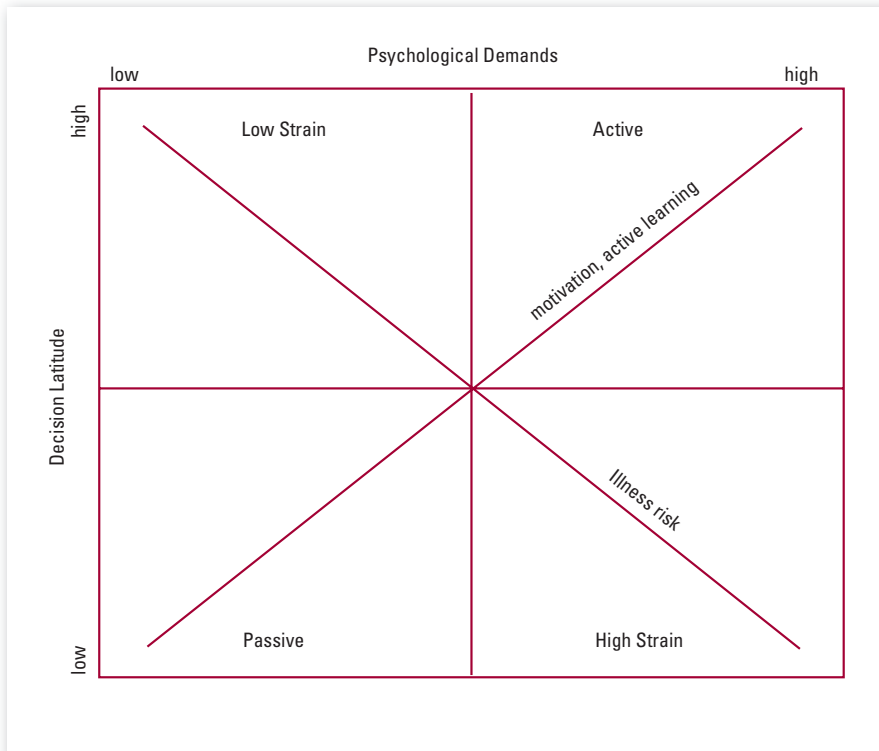 Psychological Demands
low
high
high
Low Strain
Active
motivation, active learning
Decision Latitude
Illness risk
low
Passive
High Strain